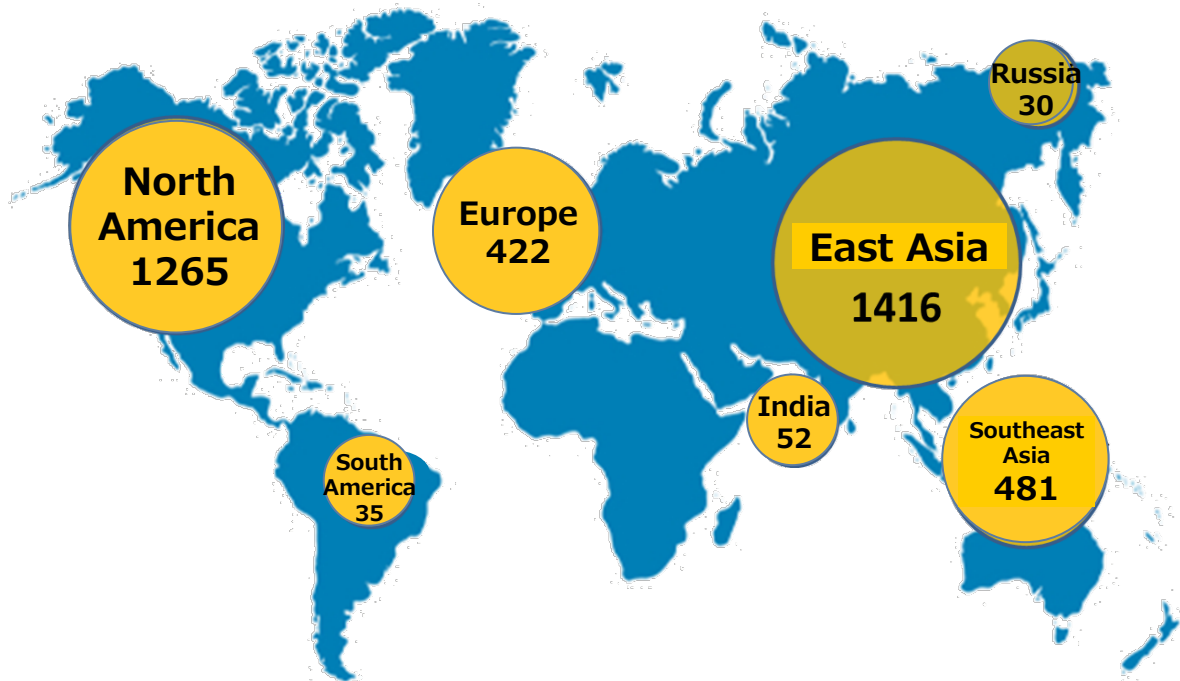 Russia
30
North
America
1265
Europe
422
East Asia
1416
India
52
Southeast
Asia
481
South
America
35